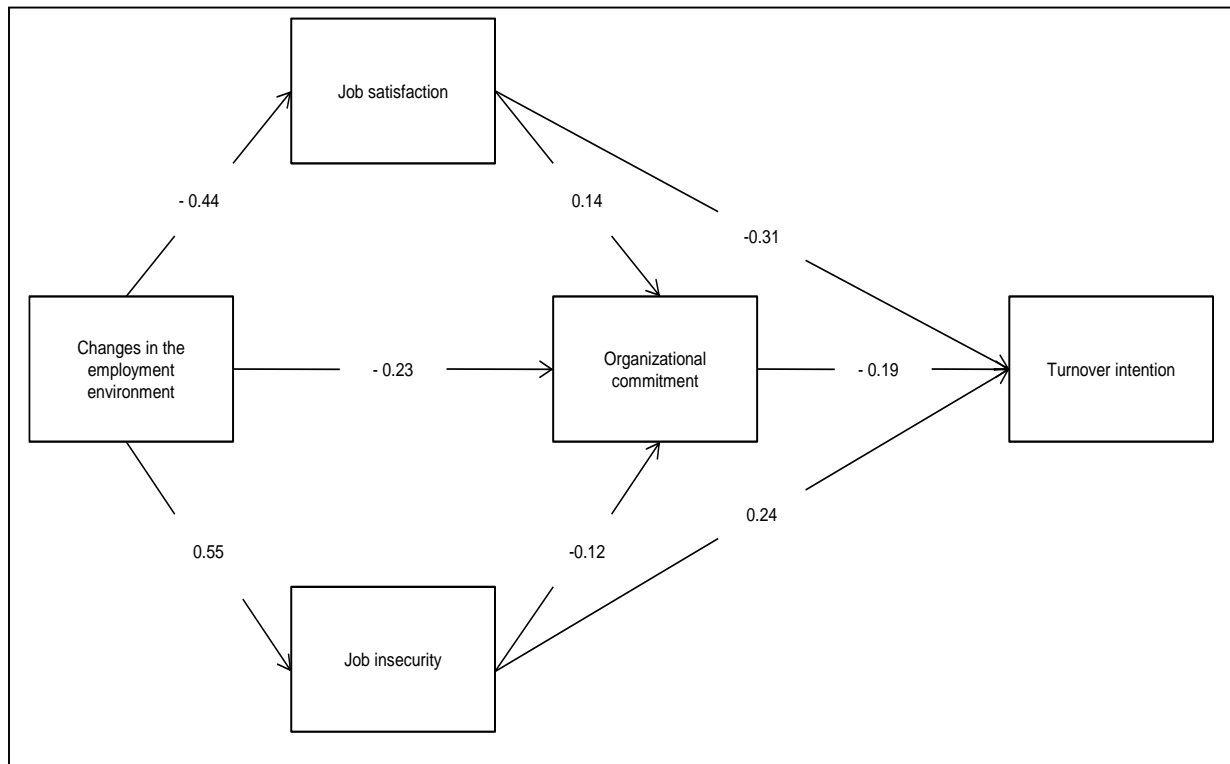 Job satisfaction
- 0.44
0.14
-0.31
Changes in the
employment
environment
- 0.23
Organizational
commitment
- 0.19
Turnover intention
0.55
-0.12
0.24
Job insecurity